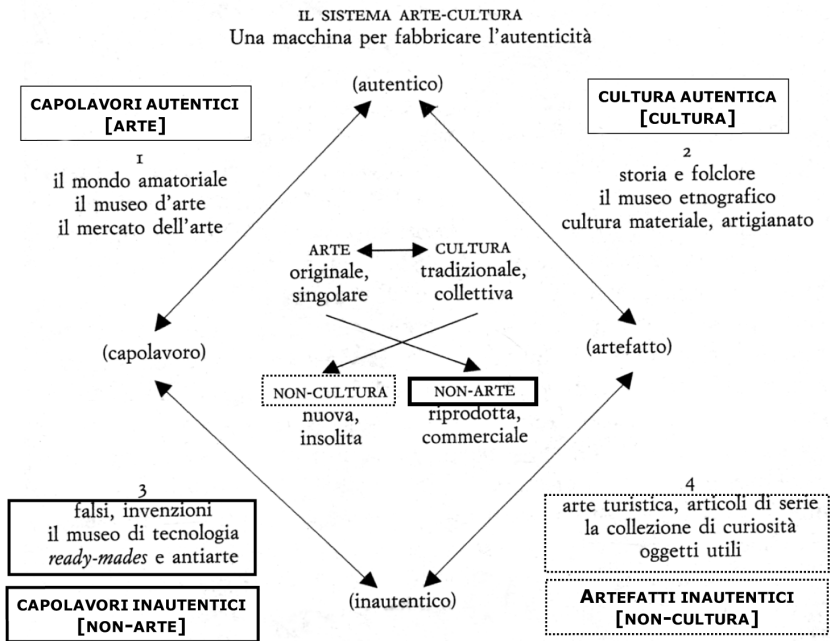 IL SISTEMA ARTE-CULTURA
Una macchina per fabbricare l'autenticità
(autentico)
CAPOLAVORI AUTENTICI
[ARTE]
CULTURA AUTENTICA
[CULTURA]
1
il mondo amatoriale
il museo d'arte
il mercato dell'arte
2
storia e folclore
il museo etnografico
cultura materiale, artigianato
ARTE
originale,
singolare
CULTURA
tradizionale,
collettiva
(capolavoro)
(artefatto)
NON-CULTURA
nuova,
insolita
NON-ARTE
riprodotta,
commerciale
3
falsi, invenzioni
il museo di tecnologia
ready-mades e antiarte
CAPOLAVORI INAUTENTICI
[NON-ARTE]
4
arte turistica, articoli di serie
la collezione di curiosità
oggetti utili
ARTEFATTI INAUTENTICI
[NON-CULTURA]
(inautentico)